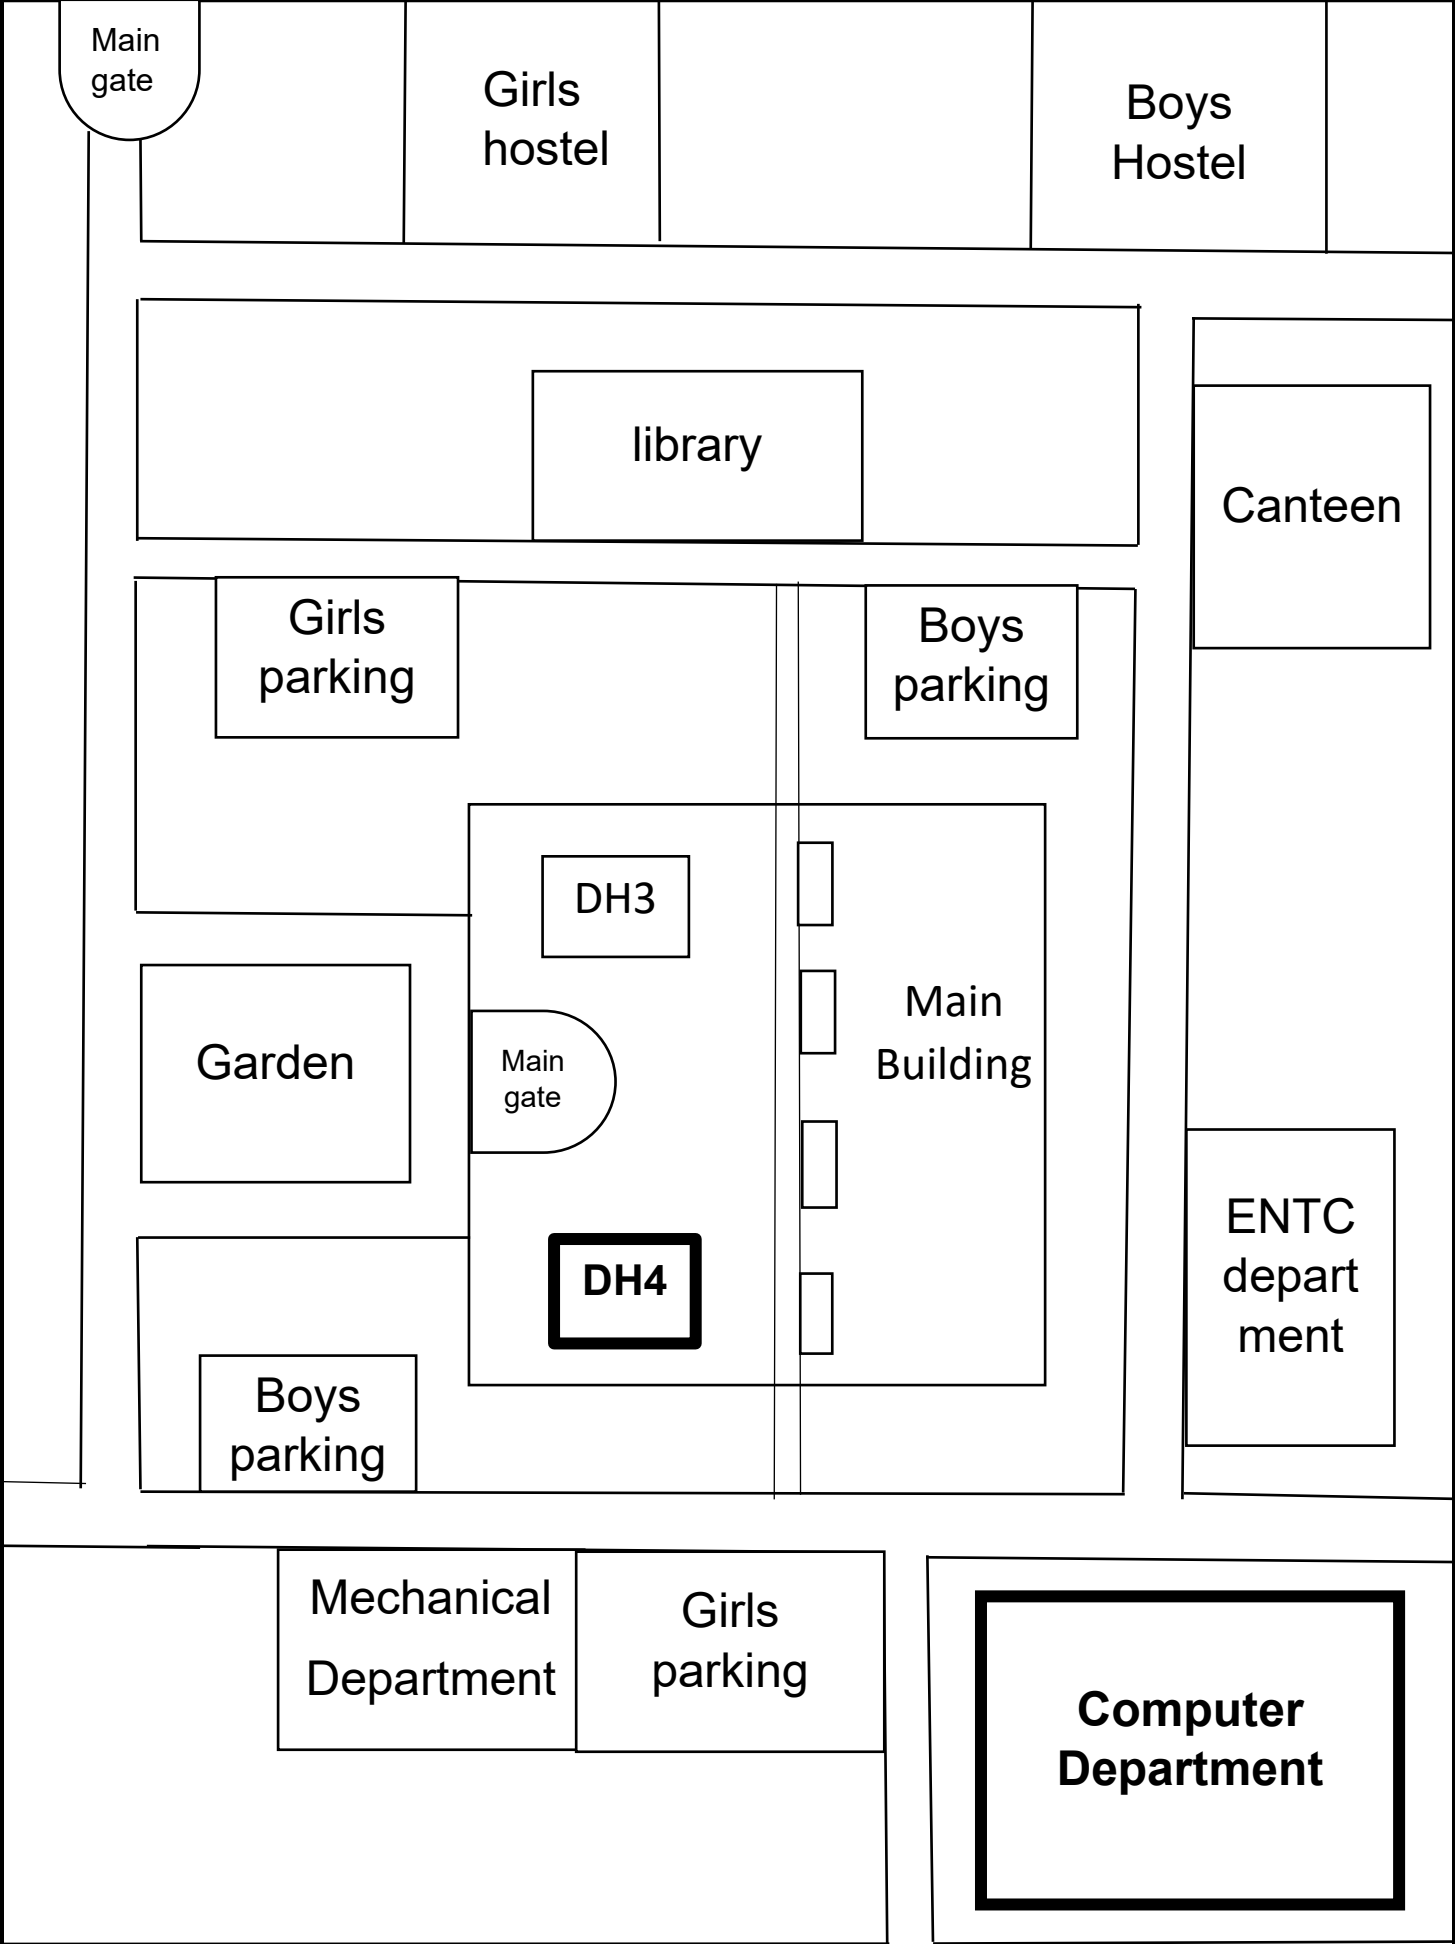 Main
gate
Girls
hostel
Boys
Hostel
library
Canteen
Girls
parking
Boys
parking
DH3
Main
Building
Main
gate
Garden
DH4
ENTC
depart
ment
Boys
parking
Mechanical
Department
Girls
parking
Computer
Department